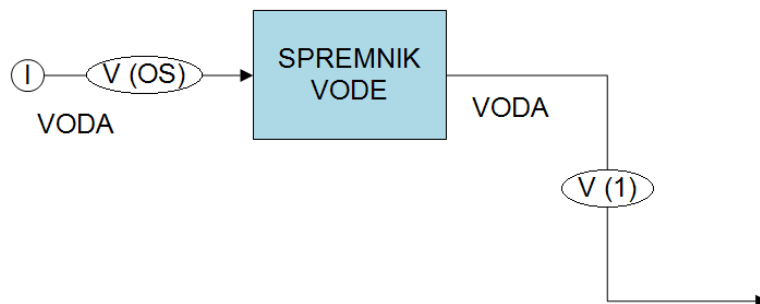 I
V (OS)
VODA
SPREMNIK
VODE
VODA
V (1)